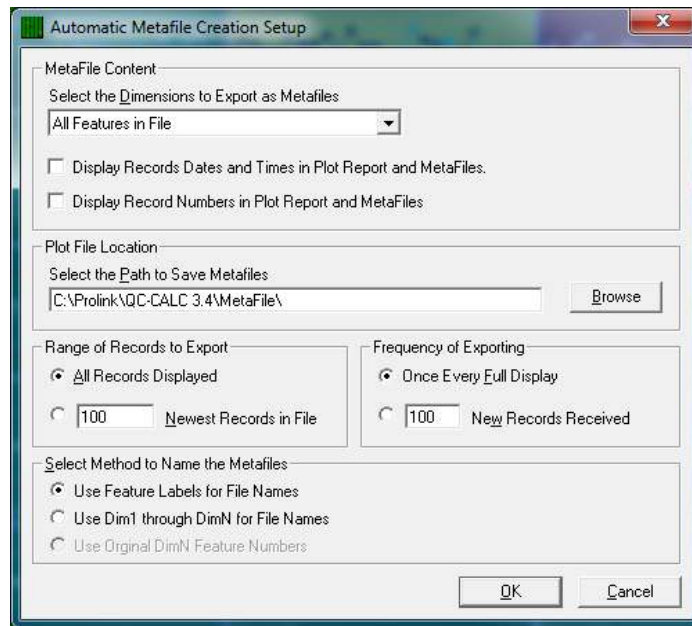 Automatic Metafile Creation Setup
MetaFile Content
Select the Dimensions to Export as Metafiles
All Features in File
Display Records Dates and Times in Plot Report and MetaFiles.
Display Record Numbers in Plot Report and MetaFiles
Plot File Location
Select the Path to Save Metafiles
C:\Prolink\QC-CALC 3.4\MetaFile\
Browse
Range of Records to Export
All Records Displayed
100 Newest Records in File
Frequency of Exporting
Once Every Full Display
100 New Records Received
Select Method to Name the Metafiles
Use Feature Labels for File Names
Use Dim1 through DimN for File Names
Use Orginal DimN Feature Numbers
OK
Cancel